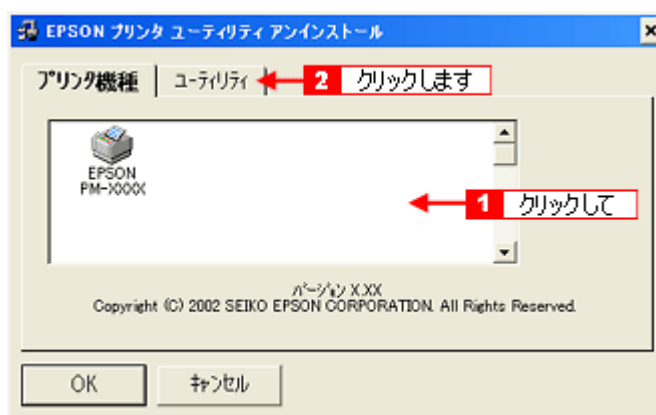 EPSON プリンタ ユーティリティ アンインストール
プリンタ機種 ユーティリティ 2 クリックします
EPSON
PM-XXXX
1 クリックして
バージョン X.XX
Copyright (C) 2002 SEIKO EPSON CORPORATION. All Rights Reserved.
OK キャンセル